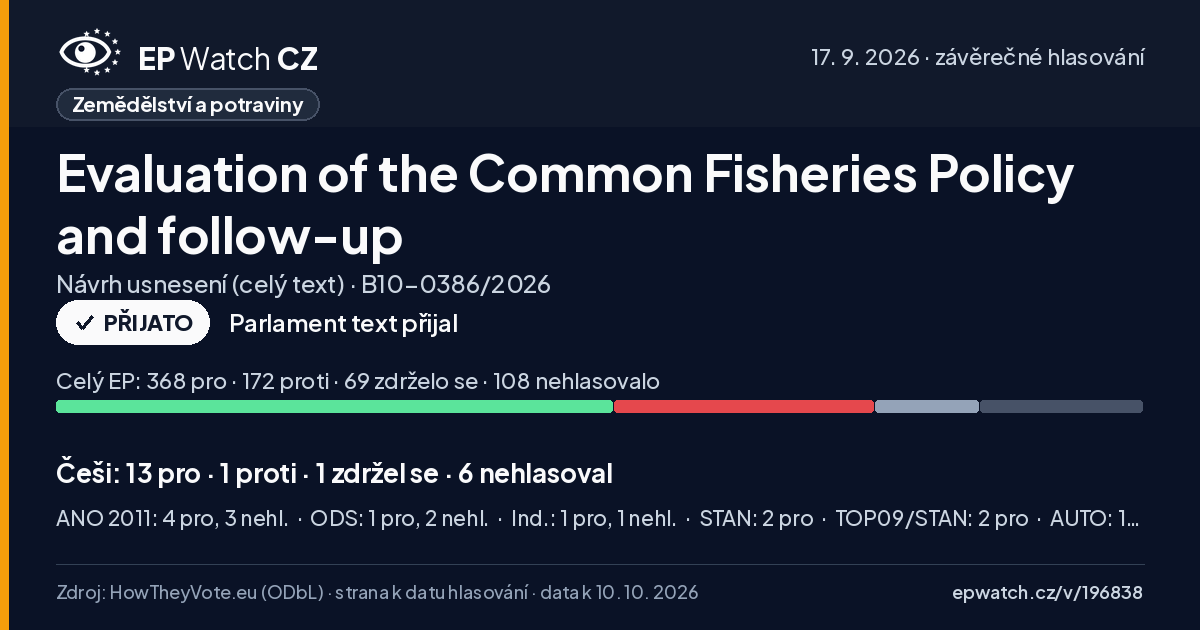 EP Watch CZ
17. 9. 2026 · závěrečné hlasování
Zemědělství a potraviny
Evaluation of the Common Fisheries Policy
and follow-up
Návrh usnesení (celý text) · B10-0386/2026
✓ PŘIJATO Parlament text přijal
Celý EP: 368 pro · 172 proti · 69 zdrželo se · 108 nehlasovalo
Češi: 13 pro · 1 proti · 1 zdržel se · 6 nehlasoval
ANO 2011: 4 pro, 3 nehl. · ODS: 1 pro, 2 nehl. · Ind.: 1 pro, 1 nehl. · STAN: 2 pro · TOP09/STAN: 2 pro · AUTO: 1…
Zdroj: HowTheyVote.eu (ODbL) · strana k datu hlasování · data k 10. 10. 2026
epwatch.cz/v/196838